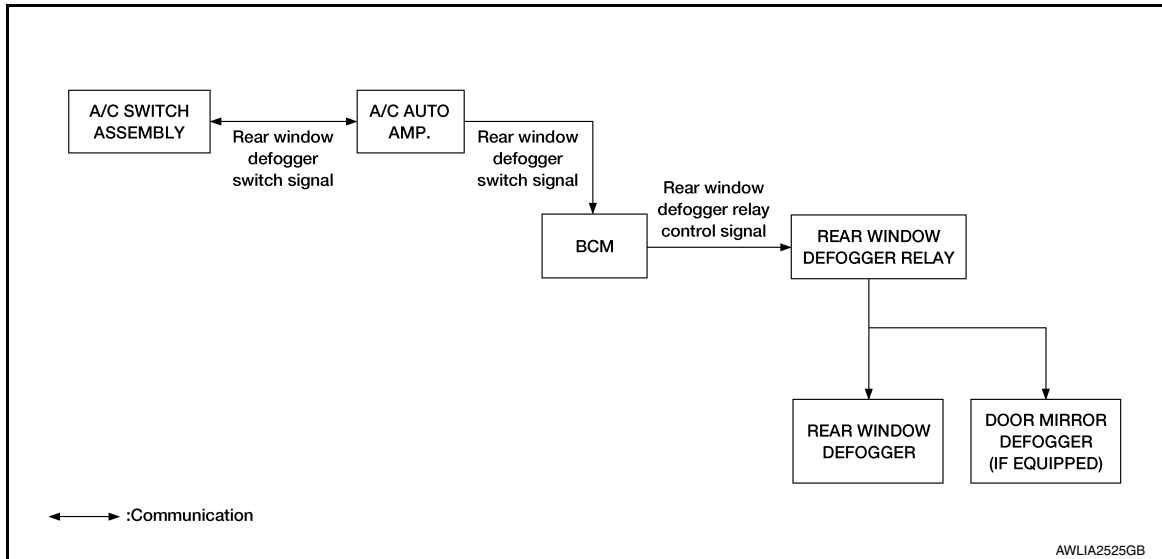 A/C SWITCH
ASSEMBLY
Rear window
defogger
switch signal
A/C AUTO
AMP.
Rear window
defogger
switch signal
BCM
Rear window
defogger relay
control signal
REAR WINDOW
DEFOGGER RELAY
REAR WINDOW
DEFOGGER
DOOR MIRROR
DEFOGGER
(IF EQUIPPED)
:Communication
AWLIA2525GB